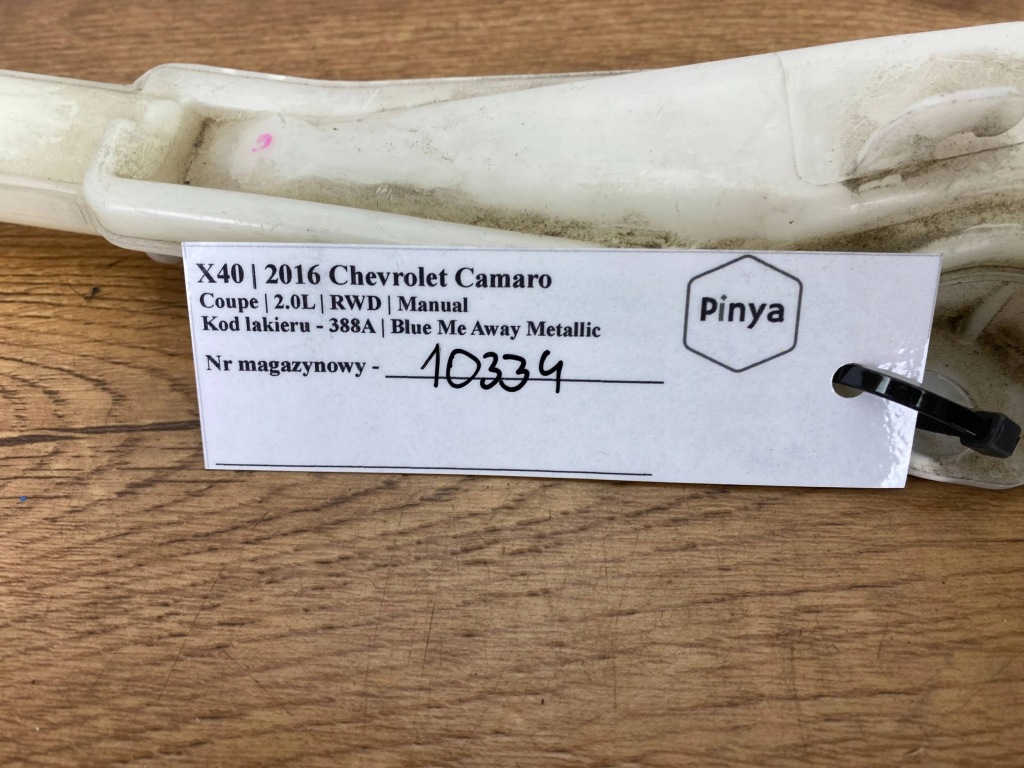 X40 | 2016 Chevrolet Camaro
Coupe | 2.0L | RWD | Manual
Kod lakieru - 388A | Blue Me Away Metallic
Nr magazynowy - 10334
Pinya